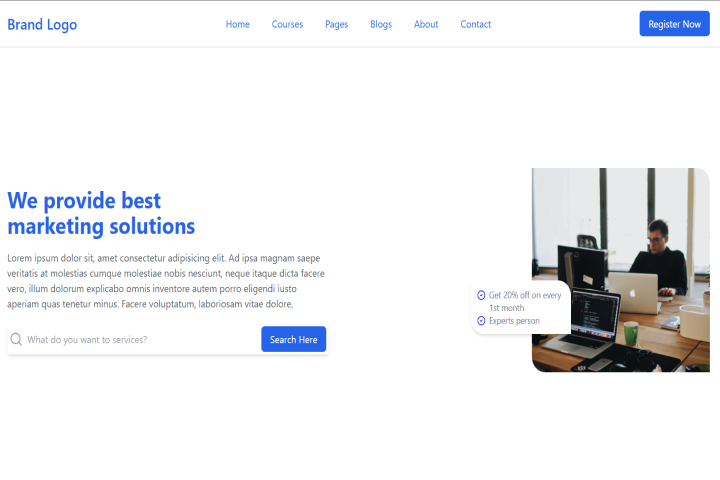 Brand Logo
Home Courses Pages Blogs About Contact
Register Now
We provide best
marketing solutions
Lorem ipsum dolor sit, amet consectetur adipisicing elit. Ad ipsa magnam saepe
veritatis at molestias cumque molestiae nobis nesciunt, neque itaque dicta facere
vero, illum dolorum explicabo omnis inventore autem porro eligendi iusto
aperiam quas tenetur minus. Facere voluptatum, laboriosam vitae dolore,
What do you want to services?
Search Here
Get 20% off on every
1st month
Experts person